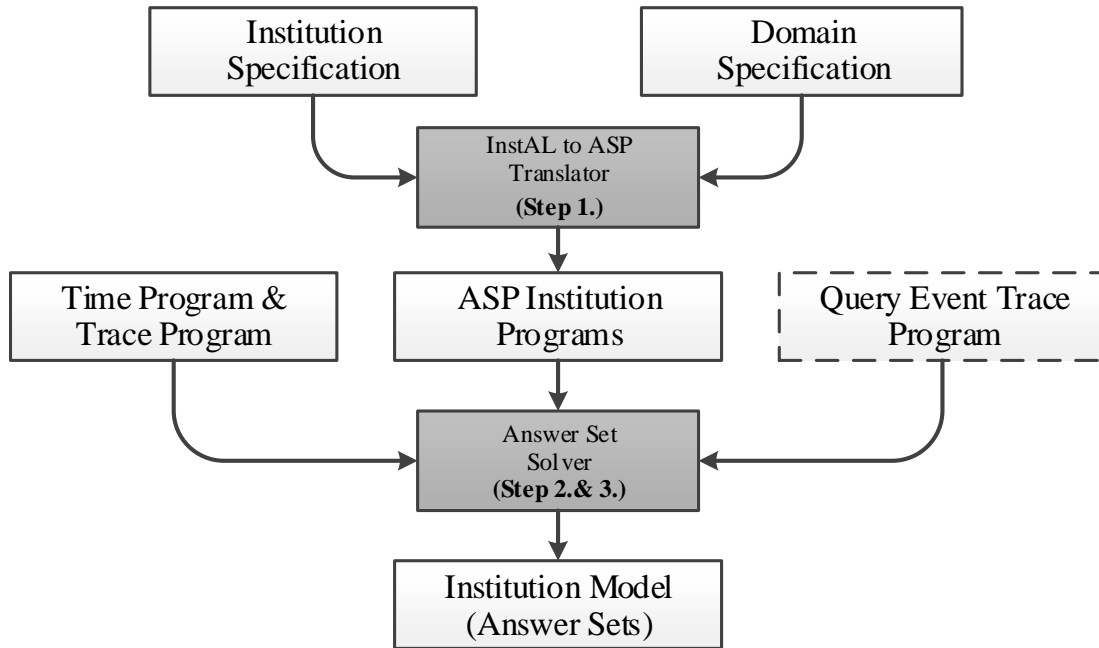 Institution
Specification
Domain
Specification
InstAL to ASP
Translator
(Step 1.)
Time Program &
Trace Program
ASP Institution
Programs
Query Event Trace
Program
Answer Set
Solver
(Step 2.& 3.)
Institution Model
(Answer Sets)